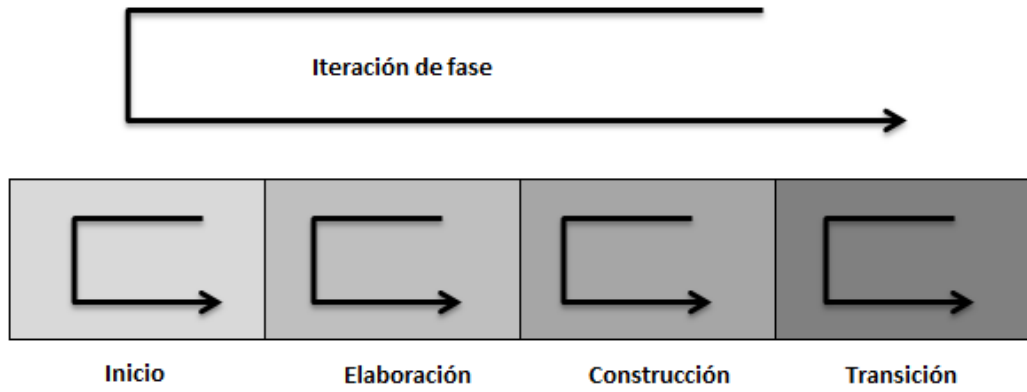 Iteración de fase
Inicio
Elaboración
Construcción
Transición